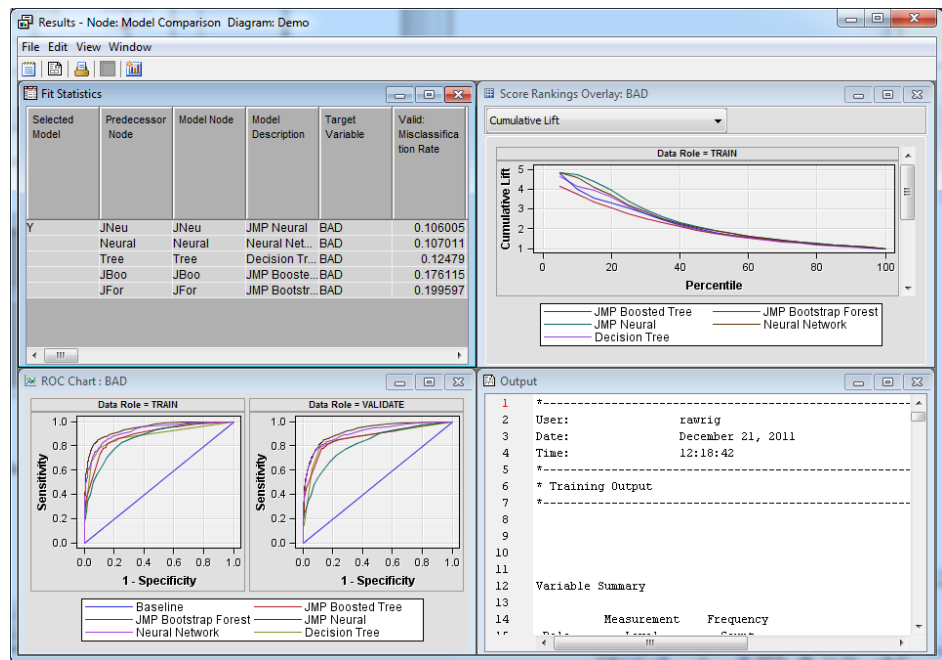 Results - Node: Model Comparison Diagram: Demo
File Edit View Window
Fit Statistics
Selected Model
Predecessor Node
Model Node
Model Description
Target Variable
Valid: Misclassifica tion Rate
Y JNeu JNeu JMP Neural BAD 0.106005
Neural Neural Neural Net... BAD 0.107011
Tree Tree Decision Tr... BAD 0.12479
JBoo JBoo JMP Booste... BAD 0.176115
JFor JFor JMP Bootstr... BAD 0.199597
Score Rankings Overlay: BAD
Cumulative Lift
Data Role = TRAIN
Cumulative Lift
5
4
3
2
1
0 20 40 60 80 100
Percentile
JMP Boosted Tree JMP Bootstrap Forest
JMP Neural Neural Network
Decision Tree
ROC Chart : BAD
Data Role = TRAIN Data Role = VALIDATE
Sensitivity
1.0
0.8
0.6
0.4
0.2
0.0
0.0 0.2 0.4 0.6 0.8 1.0
1 - Specificity
Sensitivity
1.0
0.8
0.6
0.4
0.2
0.0
0.0 0.2 0.4 0.6 0.8 1.0
1 - Specificity
Baseline JMP Boosted Tree
JMP Bootstrap Forest JMP Neural
Neural Network Decision Tree
Output
1 *------------------------------------------------
2 User: rawrig
3 Date: December 21, 2011
4 Time: 12:18:42
5 *------------------------------------------------
6 * Training Output
7 *------------------------------------------------
8
9
10
11
12 Variable Summary
13
14 Measurement Frequency